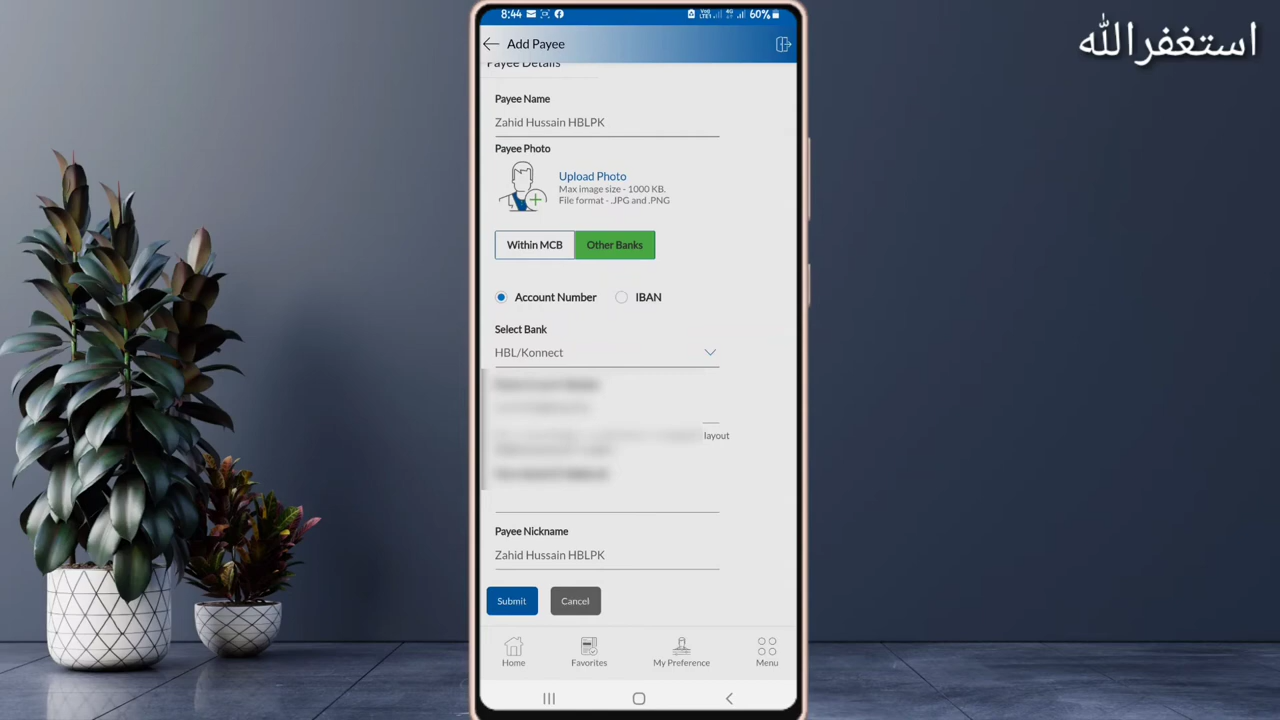 استغفرالله
8:44
60%
Add Payee
Payee Details
Payee Name
Zahid Hussain HBLPK
Payee Photo
Upload Photo
Max image size - 1000 KB.
File format - .JPG and .PNG
Within MCB
Other Banks
Account Number
IBAN
Select Bank
HBL/Konnect
layout
Payee Nickname
Zahid Hussain HBLPK
Submit
Cancel
Home
Favorites
My Preference
Menu